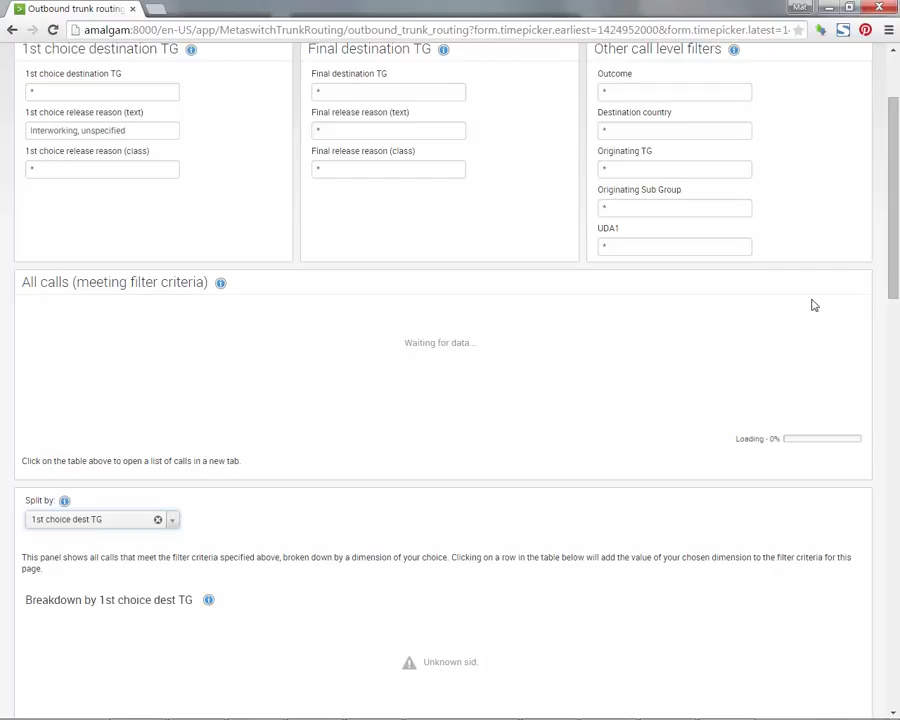 Outbound trunk routing
Mat
amalgam:8000/en-US/app/MetaswitchTrunkRouting/outbound_trunk_routing?form.timepicker.earliest=1424952000&form.timepicker.latest=1
1st choice destination TG
Final destination TG
Other call level filters
1st choice destination TG
Final destination TG
Outcome
*
*
*
1st choice release reason (text)
Final release reason (text)
Destination country
Interworking, unspecified
*
*
1st choice release reason (class)
Final release reason (class)
Originating TG
*
*
*
Originating Sub Group
*
UDA1
*
All calls (meeting filter criteria)
Waiting for data...
Loading - 0%
Click on the table above to open a list of calls in a new tab.
Split by:
1st choice dest TG
This panel shows all calls that meet the filter criteria specified above, broken down by a dimension of your choice. Clicking on a row in the table below will add the value of your chosen dimension to the filter criteria for this
page.
Breakdown by 1st choice dest TG
Unknown sid.